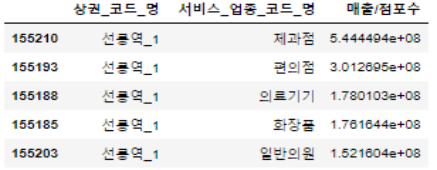 상권_코드_명 서비스_업종_코드_명 매출/점포수
155210 선릉역_1 제과점 5.444494e+08
155193 선릉역_1 편의점 3.012695e+08
155188 선릉역_1 의료기기 1.780103e+08
155185 선릉역_1 화장품 1.761644e+08
155203 선릉역_1 일반의원 1.521604e+08